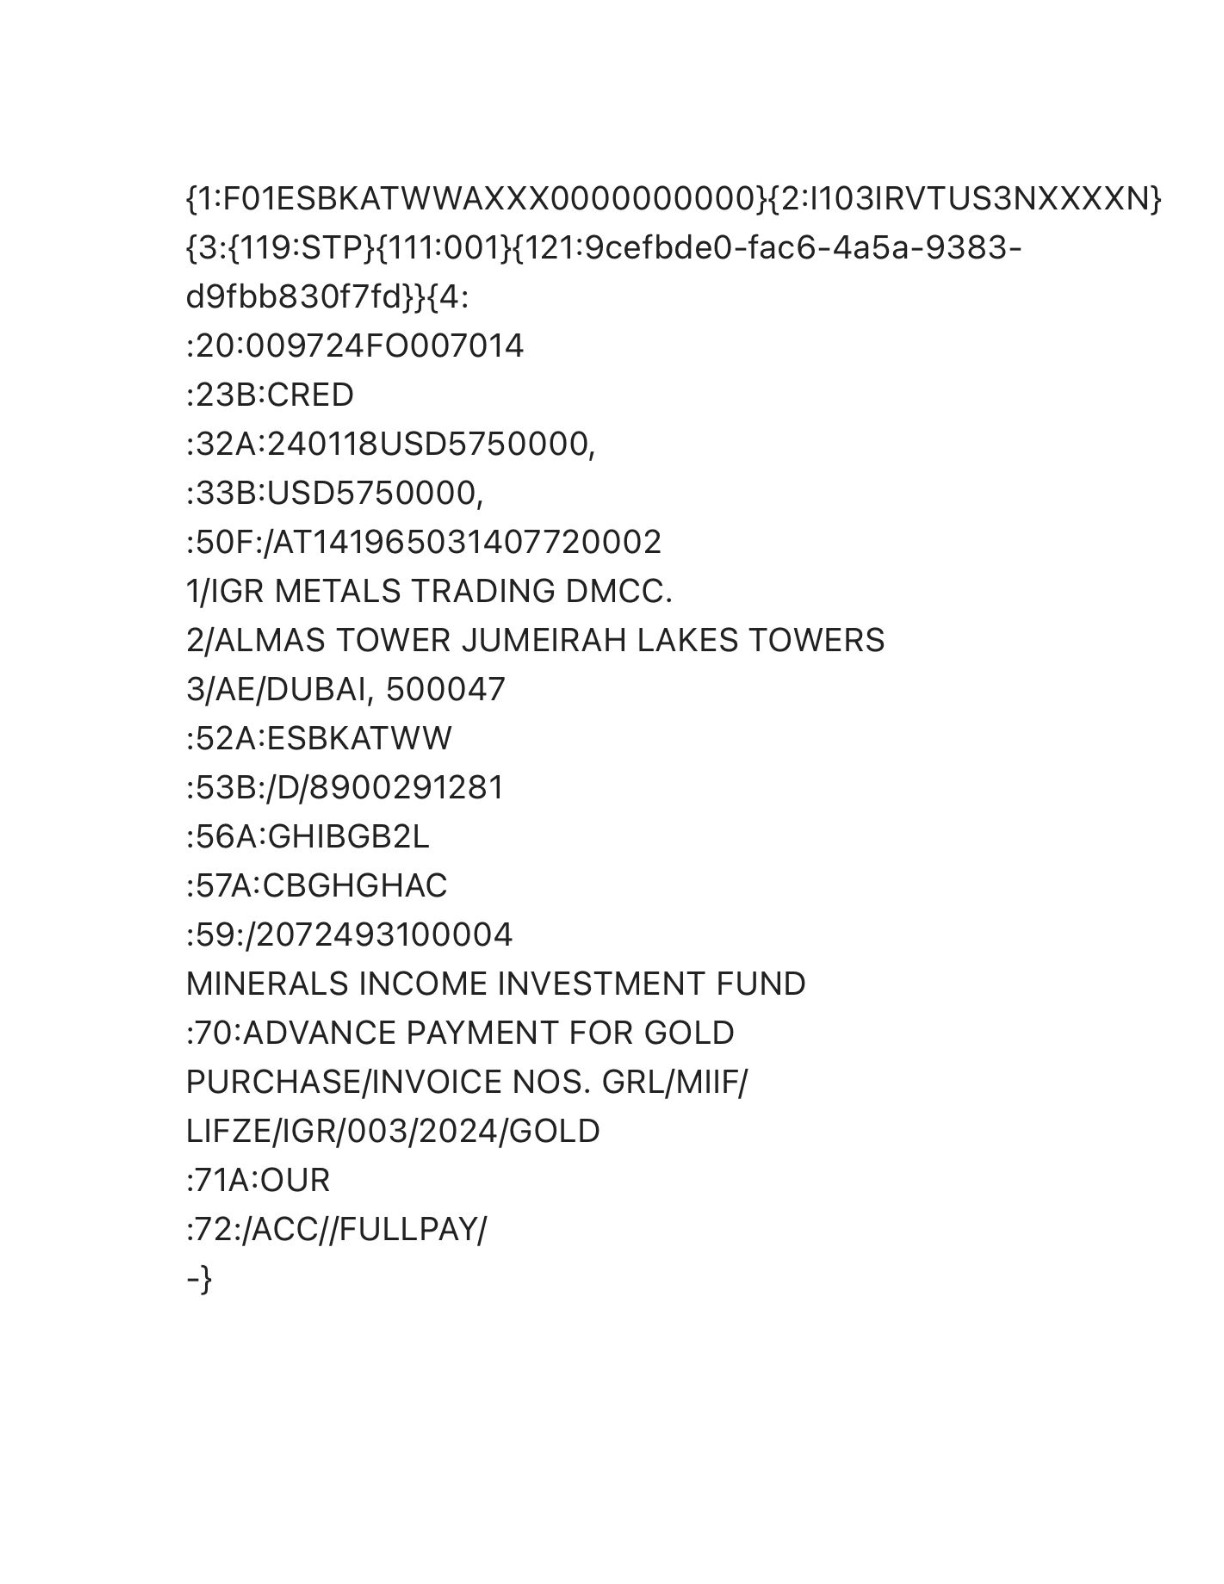 {1:F01ESBKATWWAXXX0000000000}{2:I103IRVTUS3NXXXXN}
{3:{119:STP}{111:001}{121:9cefbde0-fac6-4a5a-9383-
d9fbb830f7fd}}{4:
:20:009724FO007014
:23B:CRED
:32A:240118USD5750000,
:33B:USD5750000,
:50F:/AT141965031407720002
1/IGR METALS TRADING DMCC.
2/ALMAS TOWER JUMEIRAH LAKES TOWERS
3/AE/DUBAI, 500047
:52A:ESBKATWW
:53B:/D/8900291281
:56A:GHIBGB2L
:57A:CBGHGHAC
:59:/2072493100004
MINERALS INCOME INVESTMENT FUND
:70:ADVANCE PAYMENT FOR GOLD
PURCHASE/INVOICE NOS. GRL/MIIF/
LIFZE/IGR/003/2024/GOLD
:71A:OUR
:72:/ACC//FULLPAY/
-}